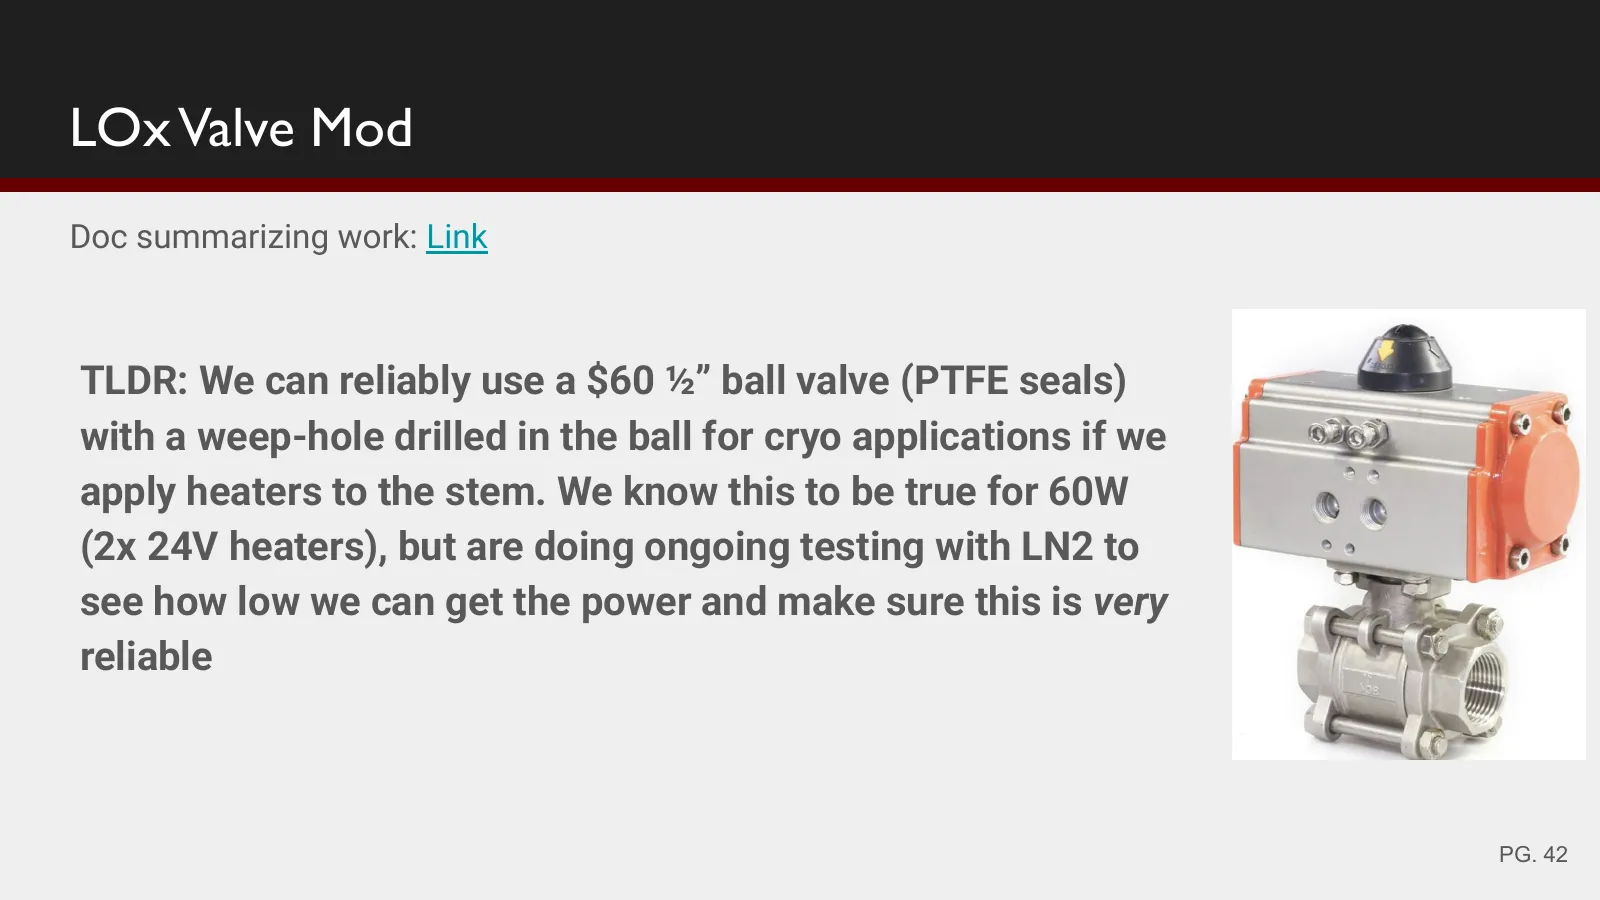 LOx Valve Mod
Doc summarizing work: Link
TLDR: We can reliably use a $60 ½” ball valve (PTFE seals)
with a weep-hole drilled in the ball for cryo applications if we
apply heaters to the stem. We know this to be true for 60W
(2x 24V heaters), but are doing ongoing testing with LN2 to
see how low we can get the power and make sure this is very
reliable
PG. 42